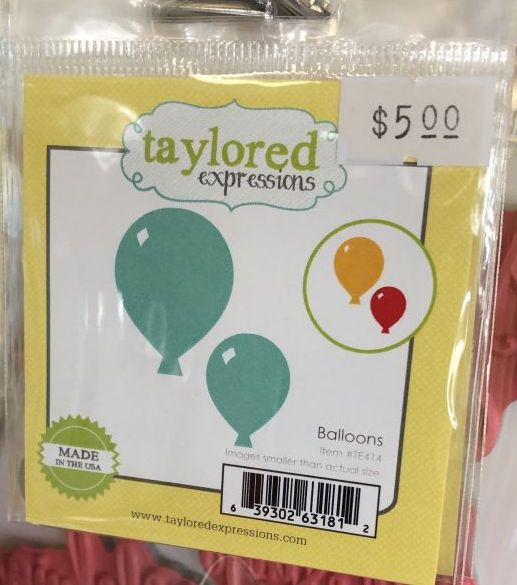 $5.00
taylored
expressions
Balloons
Item #TE414
Images smaller than actual size
MADE
IN THE USA
6 39302 63181 2
www.tayloredexpressions.com